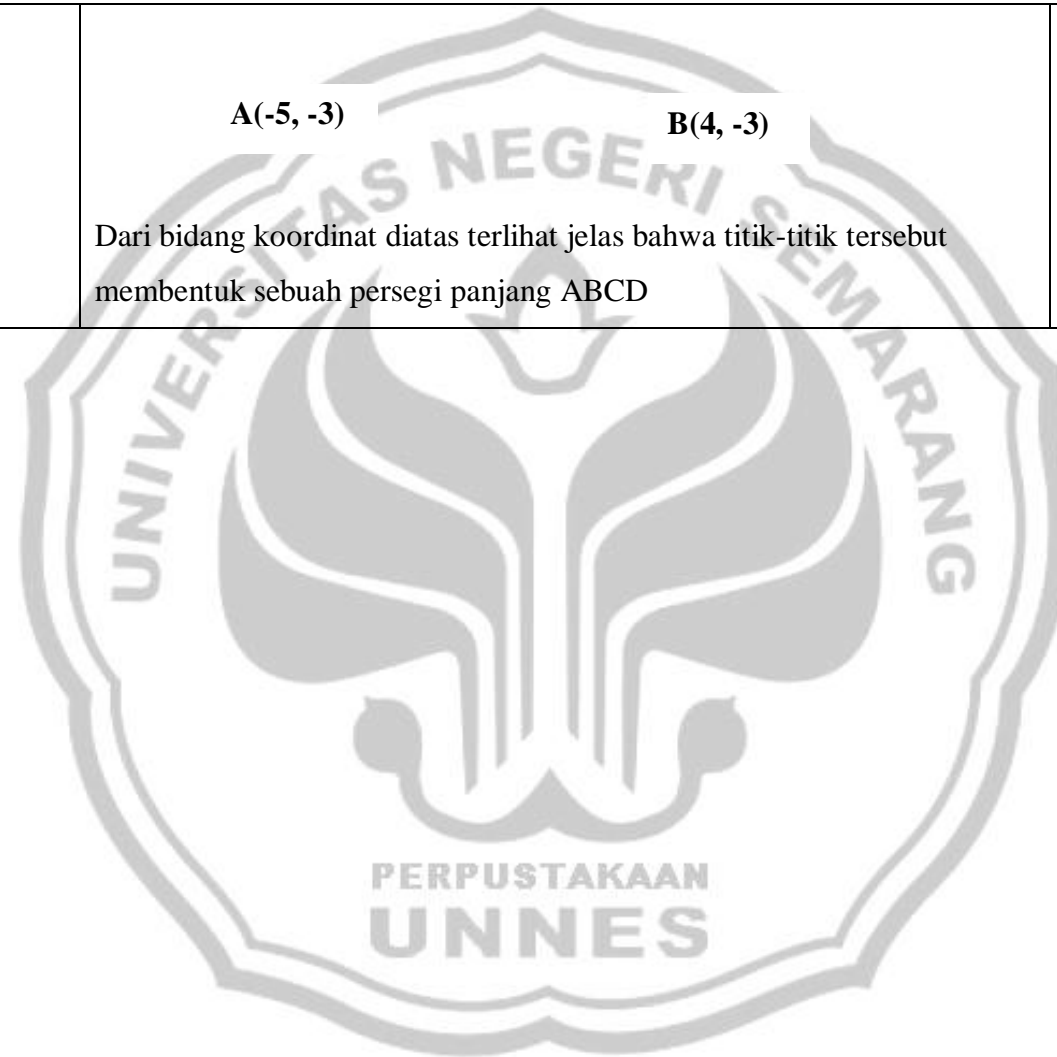 A(-5, -3) B(4, -3)
Dari bidang koordinat diatas terlihat jelas bahwa titik-titik tersebut
membentuk sebuah persegi panjang ABCD
UNIVERSITAS NEGERI SEMARANG
PERPUSTAKAAN
UNNES